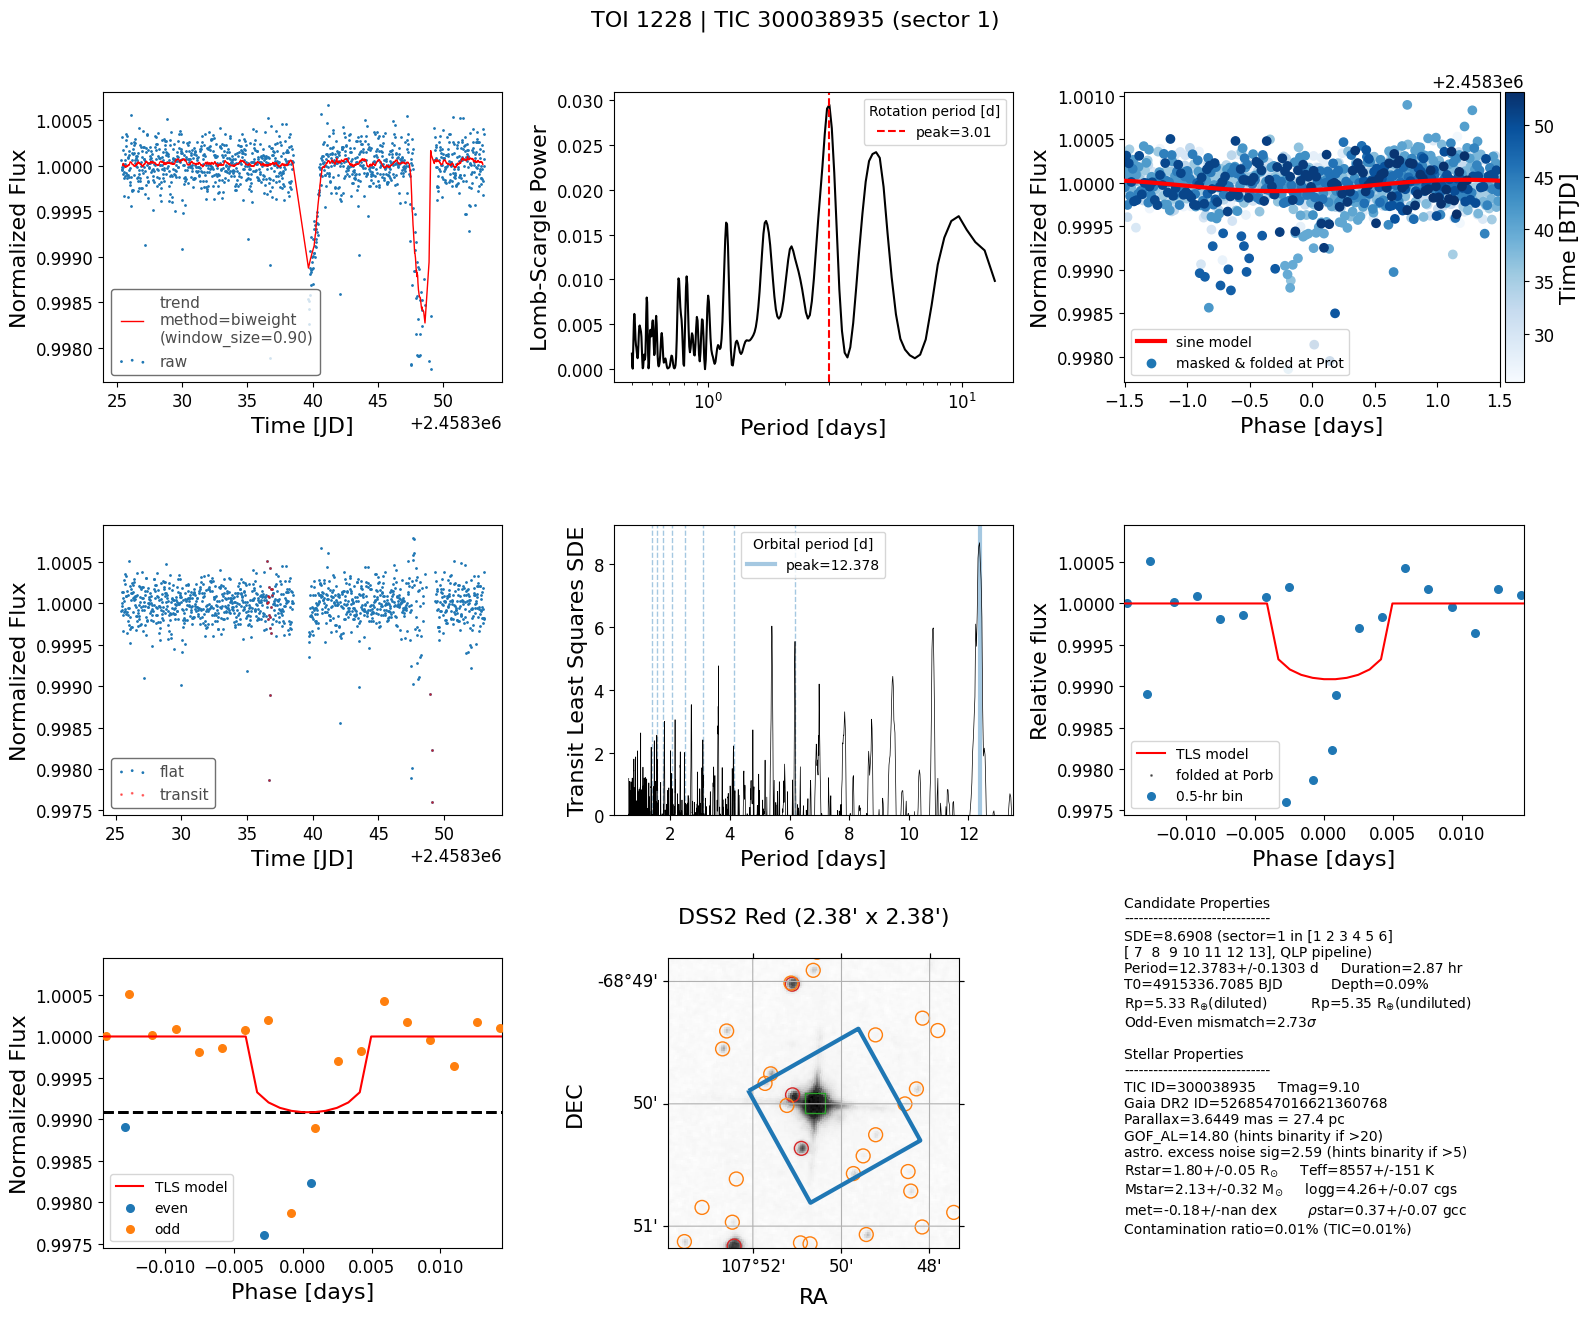 TOI 1228 | TIC 300038935 (sector 1)
Normalized Flux
1.0005
1.0000
0.9995
0.9990
0.9985
0.9980
trend
method=biweight
(window_size=0.90)
raw
25 30 35 40 45 50
Time [JD]
+2.4583e6
Lomb-Scargle Power
0.030
0.025
0.020
0.015
0.010
0.005
0.000
Rotation period [d]
peak=3.01
10⁰ 10¹
Period [days]
+2.4583e6
Normalized Flux
1.0010
1.0005
1.0000
0.9995
0.9990
0.9985
0.9980
sine model
masked & folded at Prot
−1.5 −1.0 −0.5 0.0 0.5 1.0 1.5
Phase [days]
50
45
40
35
30
Time [BTJD]
Normalized Flux
1.0005
1.0000
0.9995
0.9990
0.9985
0.9980
0.9975
flat
transit
25 30 35 40 45 50
Time [JD]
+2.4583e6
Transit Least Squares SDE
8
6
4
2
0
Orbital period [d]
peak=12.378
2 4 6 8 10 12
Period [days]
Relative flux
1.0005
1.0000
0.9995
0.9990
0.9985
0.9980
0.9975
TLS model
folded at Porb
0.5-hr bin
−0.010 −0.005 0.000 0.005 0.010
Phase [days]
Normalized Flux
1.0005
1.0000
0.9995
0.9990
0.9985
0.9980
0.9975
TLS model
even
odd
−0.010 −0.005 0.000 0.005 0.010
Phase [days]
DSS2 Red (2.38' x 2.38')
DEC
-68°49'
50'
51'
107°52' 50' 48'
RA
Candidate Properties
------------------------------
SDE=8.6908 (sector=1 in [1 2 3 4 5 6]
[ 7  8  9 10 11 12 13], QLP pipeline)
Period=12.3783+/-0.1303 d     Duration=2.87 hr
T0=4915336.7085 BJD     Depth=0.09%
Rp=5.33 R⊕(diluted)     Rp=5.35 R⊕(undiluted)
Odd-Even mismatch=2.73σ
Stellar Properties
------------------------------
TIC ID=300038935     Tmag=9.10
Gaia DR2 ID=5268547016621360768
Parallax=3.6449 mas = 27.4 pc
GOF_AL=14.80 (hints binarity if >20)
astro. excess noise sig=2.59 (hints binarity if >5)
Rstar=1.80+/-0.05 R⊙     Teff=8557+/-151 K
Mstar=2.13+/-0.32 M⊙     logg=4.26+/-0.07 cgs
met=-0.18+/-nan dex     ρstar=0.37+/-0.07 gcc
Contamination ratio=0.01% (TIC=0.01%)